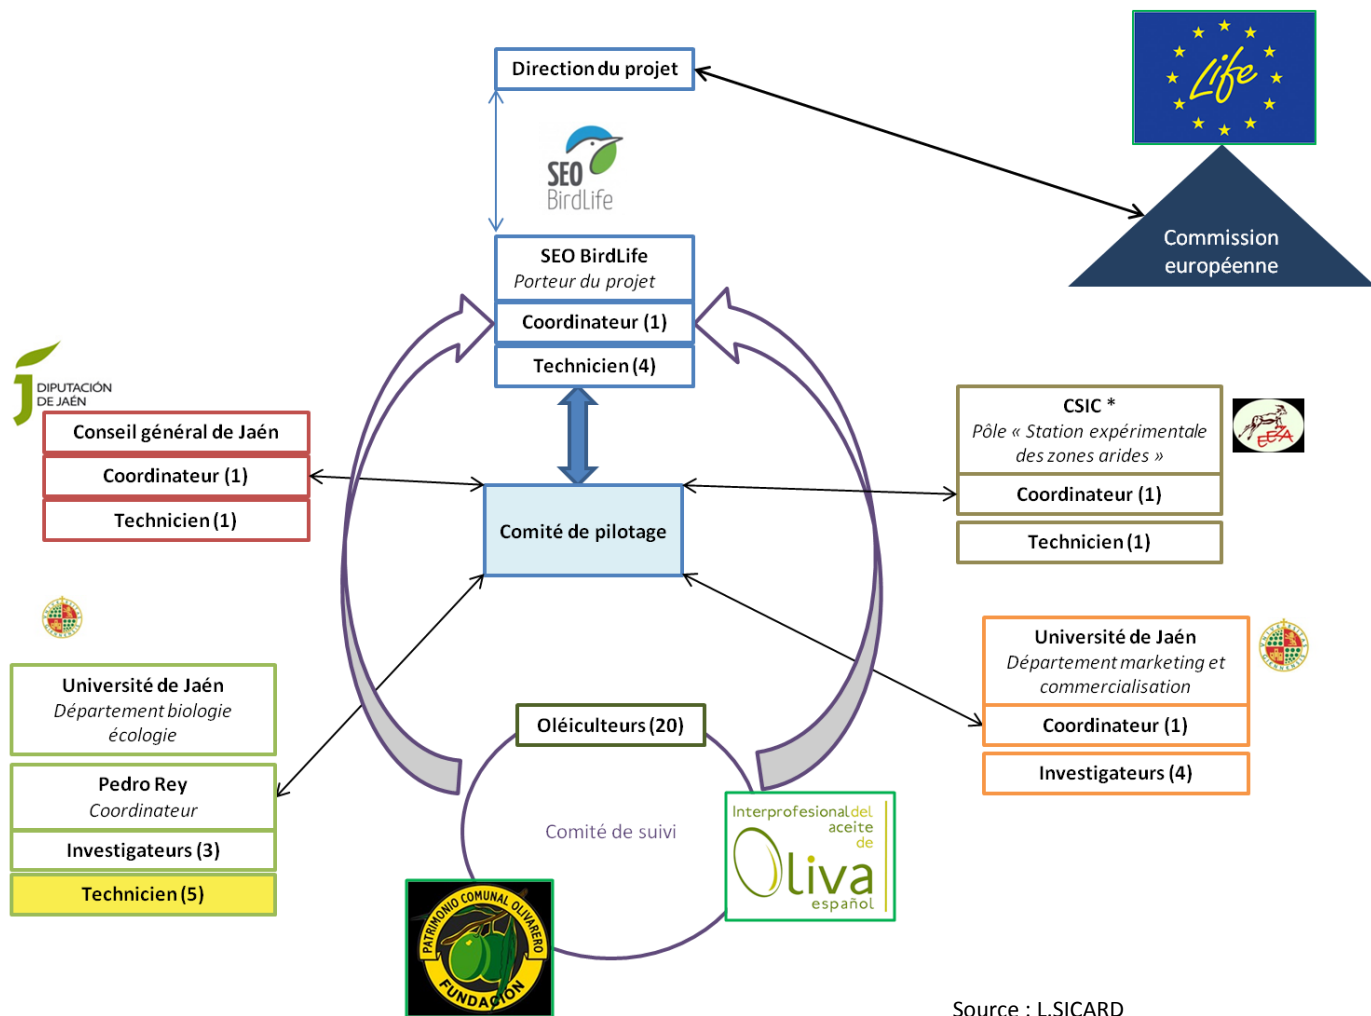 Direction du projet
Life
SEO
BirdLife
Commission
européenne
SEO BirdLife
Porteur du projet
Coordinateur (1)
Technicien (4)
DIPUTACIÓN
DE JAÉN
Conseil général de Jaén
Coordinateur (1)
Technicien (1)
CSIC *
Pôle « Station expérimentale
des zones arides »
Coordinateur (1)
Technicien (1)
EEZA
Comité de pilotage
Université de Jaén
Département biologie
écologie
Pedro Rey
Coordinateur
Investigateurs (3)
Technicien (5)
Université de Jaén
Département marketing et
commercialisation
Coordinateur (1)
Investigateurs (4)
Oléiculteurs (20)
Comité de suivi
Interprofesional del
aceite
de
Oliva
español
PATRIMONIO COMUNAL OLIVARERO
FUNDACIÓN
Source : L.SICARD